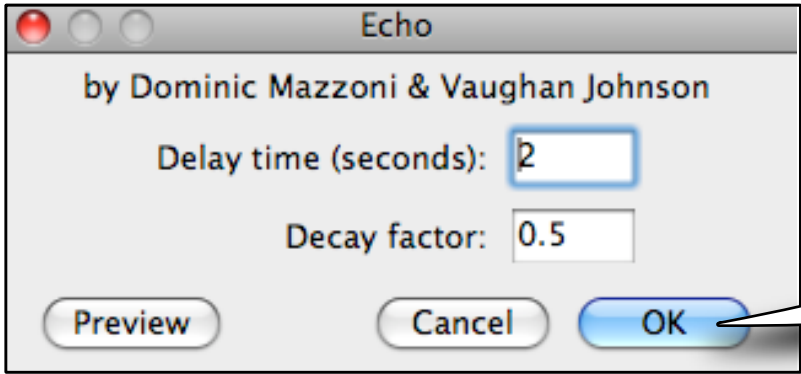 Echo
by Dominic Mazzoni & Vaughan Johnson
Delay time (seconds): 2
Decay factor: 0.5
Preview Cancel OK